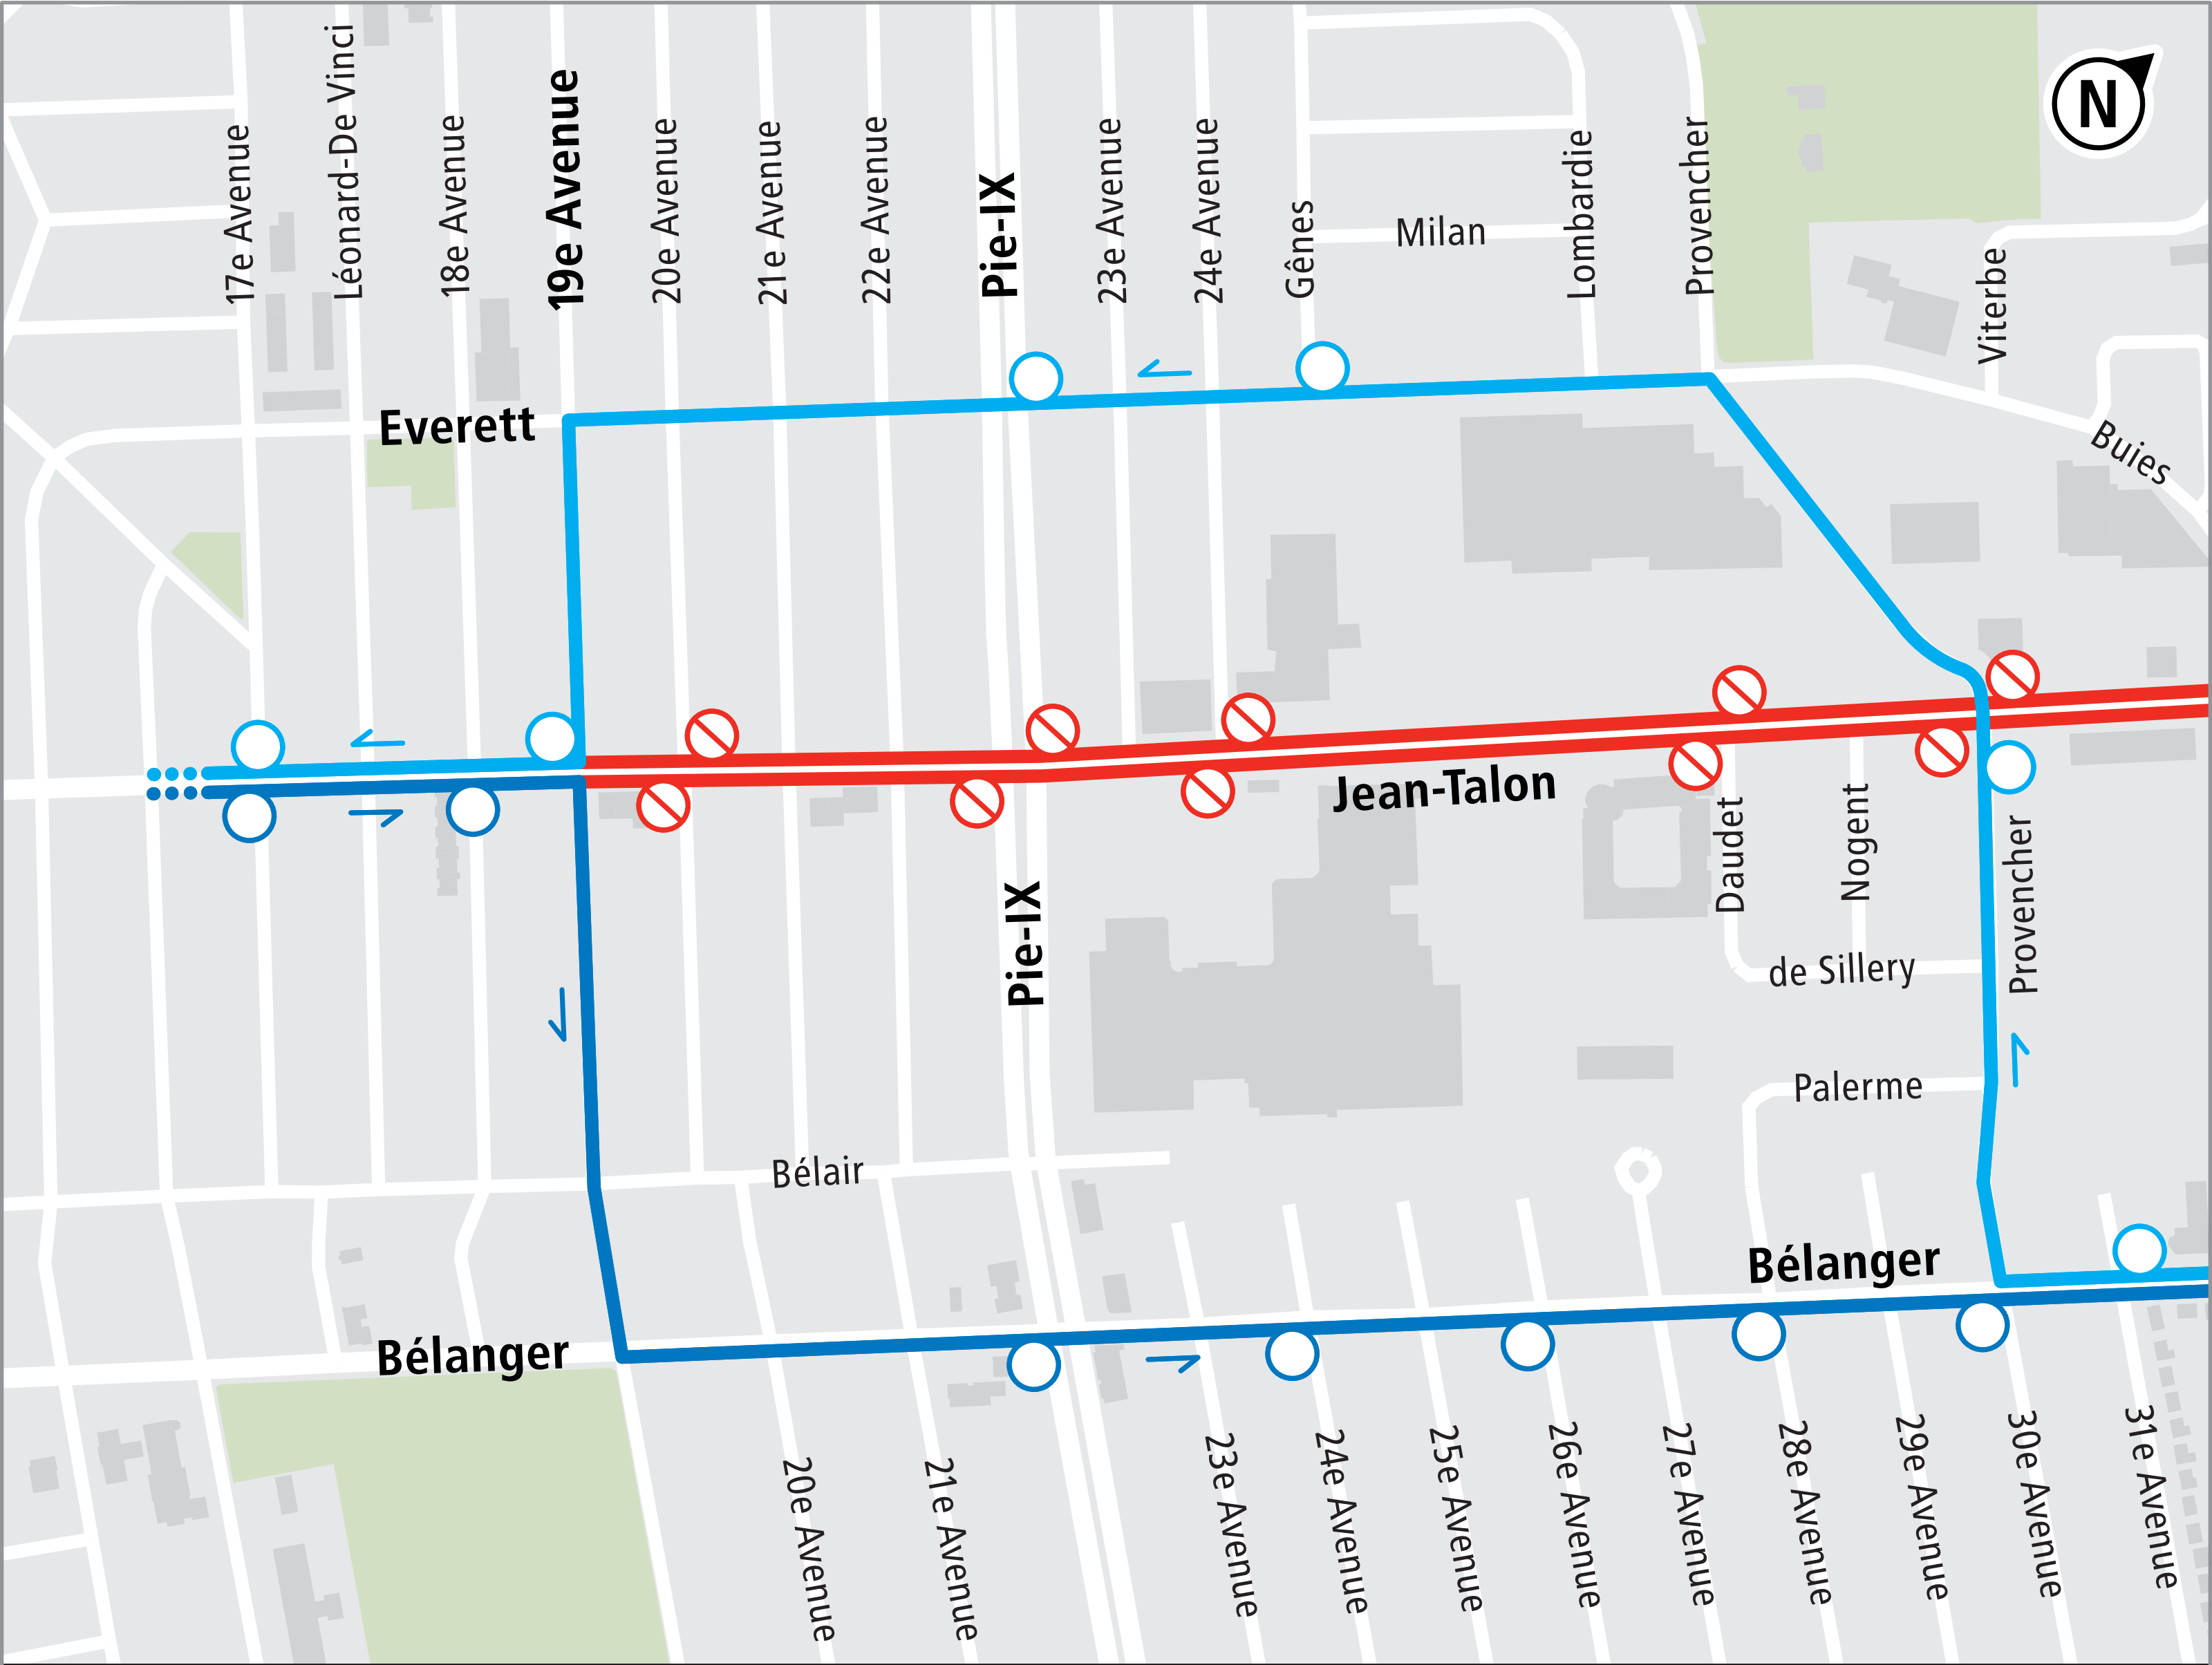 17e Avenue
Léonard-De Vinci
18e Avenue
19e Avenue
20e Avenue
21e Avenue
22e Avenue
Pie-IX
23e Avenue
24e Avenue
Gênes
Milan
Lombardie
Provencher
Viterbe
N
Everett
Buies
Jean-Talon
Pie-IX
Daudet
Nogent
Provencher
de Sillery
Palerme
Bélair
Bélanger
Bélanger
20e Avenue
21e Avenue
23e Avenue
24e Avenue
25e Avenue
26e Avenue
27e Avenue
28e Avenue
29e Avenue
30e Avenue
31e Avenue